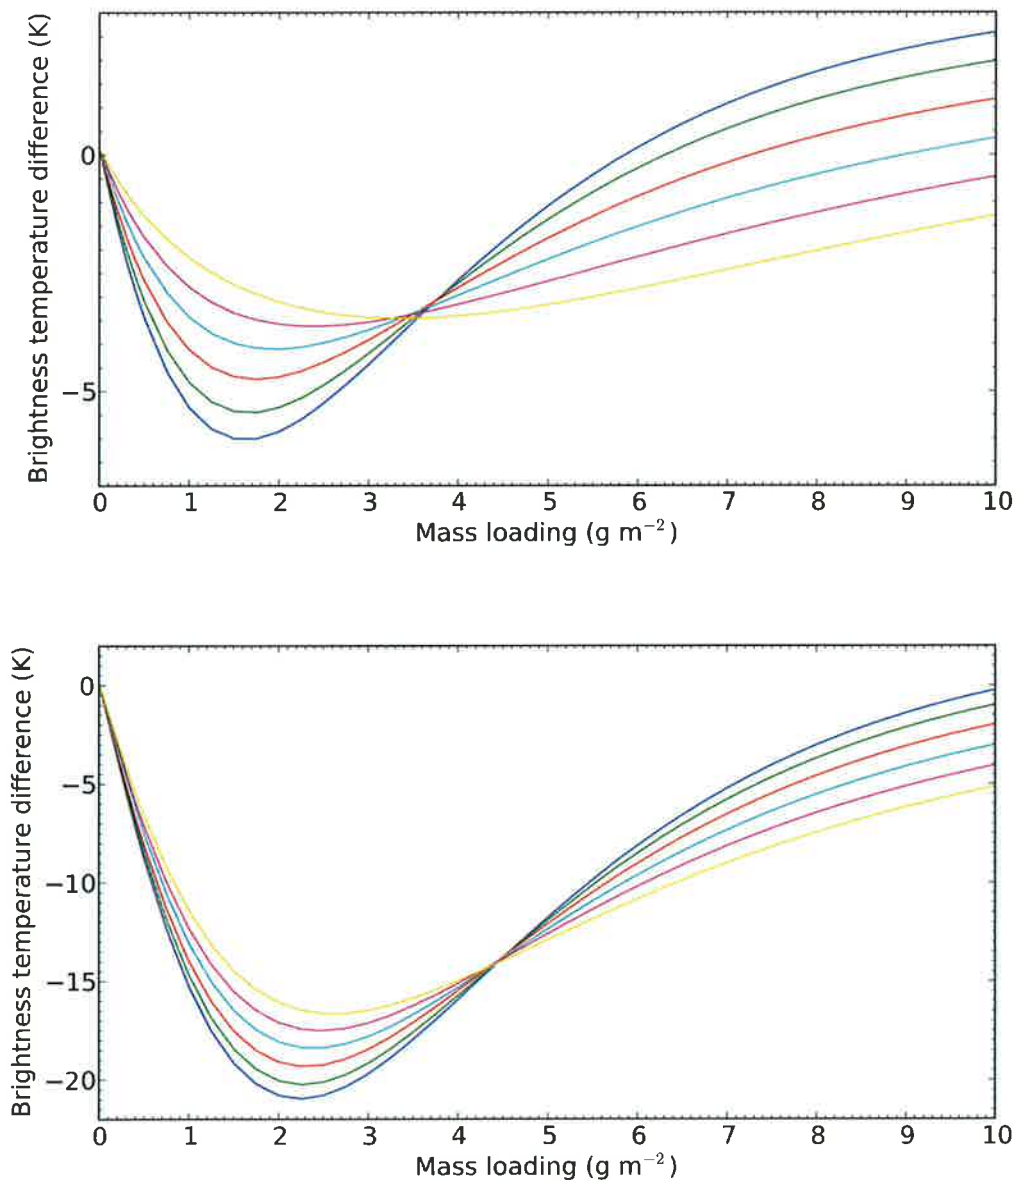 Brightness temperature difference (K)
0
−5
0 1 2 3 4 5 6 7 8 9 10
Mass loading (g m⁻²)
Brightness temperature difference (K)
0
−5
−10
−15
−20
0 1 2 3 4 5 6 7 8 9 10
Mass loading (g m⁻²)